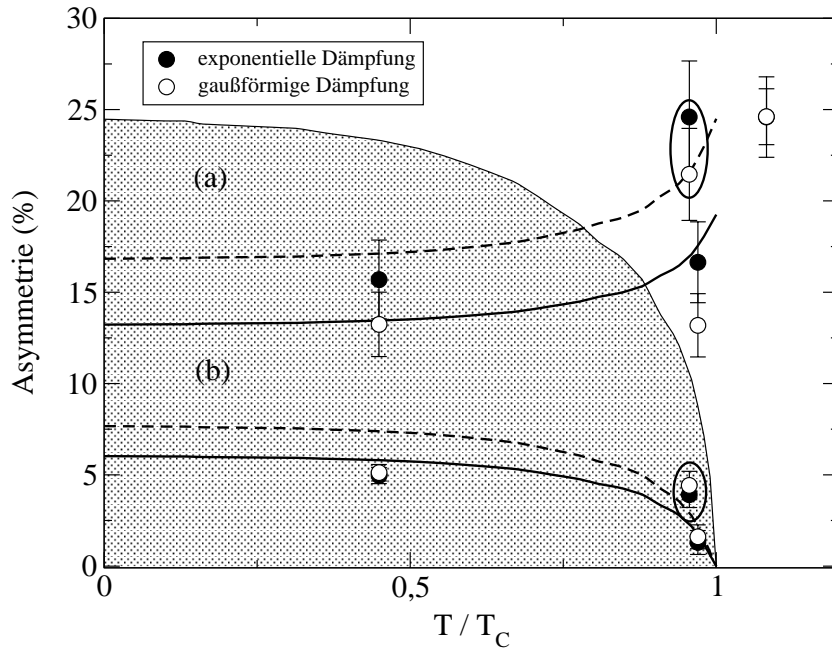 30
25
20
15
10
5
0
Asymmetrie (%)
exponentielle Dämpfung
gaußförmige Dämpfung
(a)
(b)
0
0,5
1
T / T_C